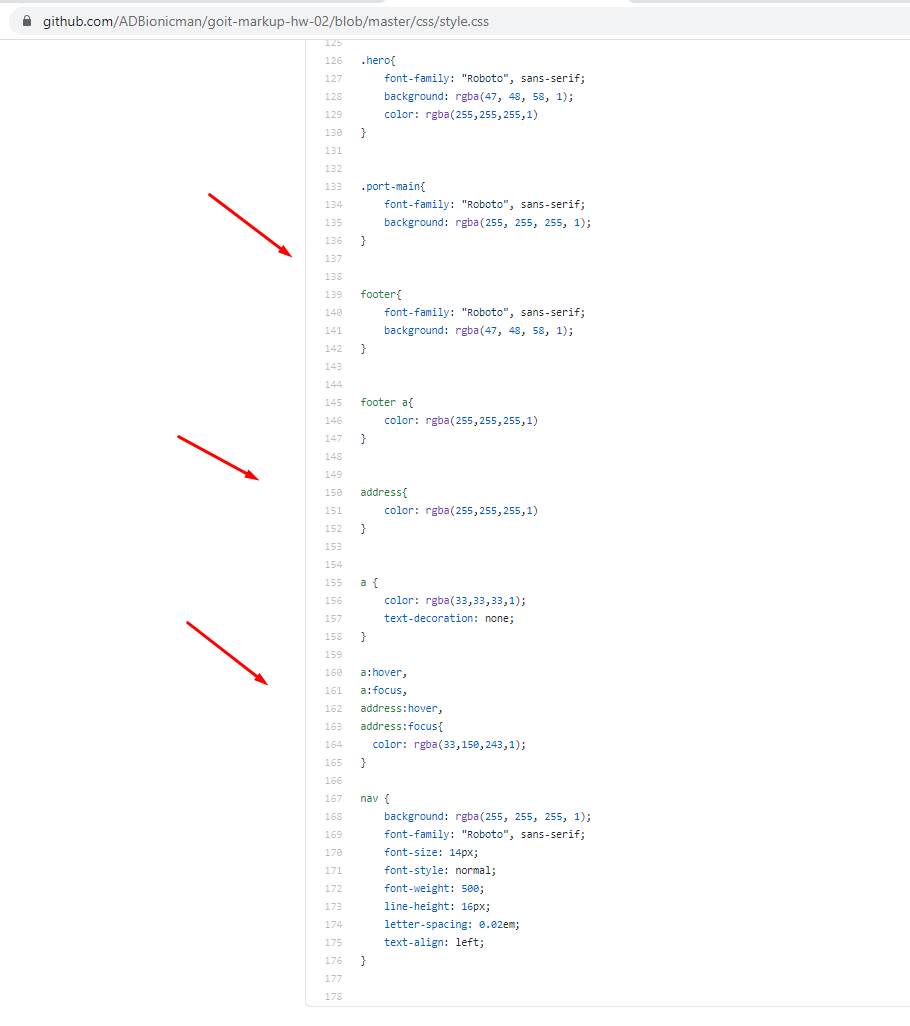 github.com/ADBionicman/goit-markup-hw-02/blob/master/css/style.css
125
126 .hero{
127 font-family: "Roboto", sans-serif;
128 background: rgba(47, 48, 58, 1);
129 color: rgba(255,255,255,1)
130 }
131
132
133 .port-main{
134 font-family: "Roboto", sans-serif;
135 background: rgba(255, 255, 255, 1);
136 }
137
138
139 footer{
140 font-family: "Roboto", sans-serif;
141 background: rgba(47, 48, 58, 1);
142 }
143
144
145 footer a{
146 color: rgba(255,255,255,1)
147 }
148
149
150 address{
151 color: rgba(255,255,255,1)
152 }
153
154
155 a {
156 color: rgba(33,33,33,1);
157 text-decoration: none;
158 }
159
160 a:hover,
161 a:focus,
162 address:hover,
163 address:focus{
164 color: rgba(33,150,243,1);
165 }
166
167 nav {
168 background: rgba(255, 255, 255, 1);
169 font-family: "Roboto", sans-serif;
170 font-size: 14px;
171 font-style: normal;
172 font-weight: 500;
173 line-height: 16px;
174 letter-spacing: 0.02em;
175 text-align: left;
176 }
177
178